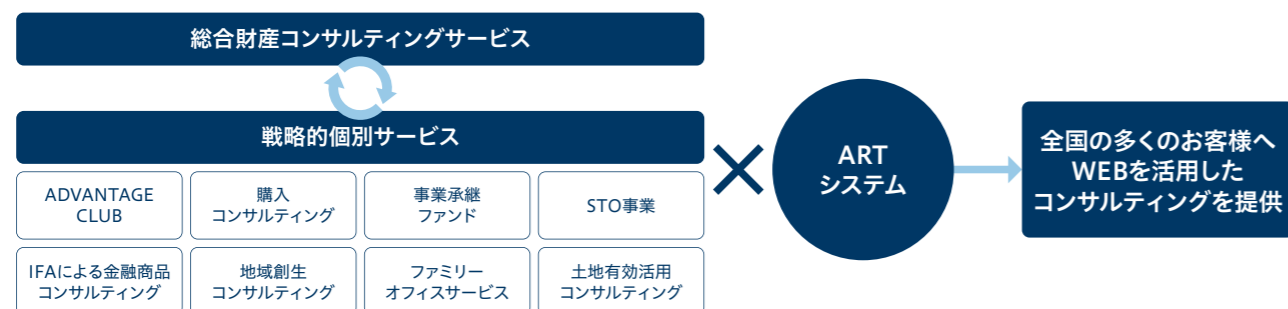 総合財産コンサルティングサービス
戦略的個別サービス
ADVANTAGE
CLUB
購入
コンサルティング
事業承継
ファンド
STO事業
IFAによる金融商品
コンサルティング
地域創生
コンサルティング
ファミリー
オフィスサービス
土地有効活用
コンサルティング
ART
システム
全国の多くのお客様へ
WEBを活用した
コンサルティングを提供